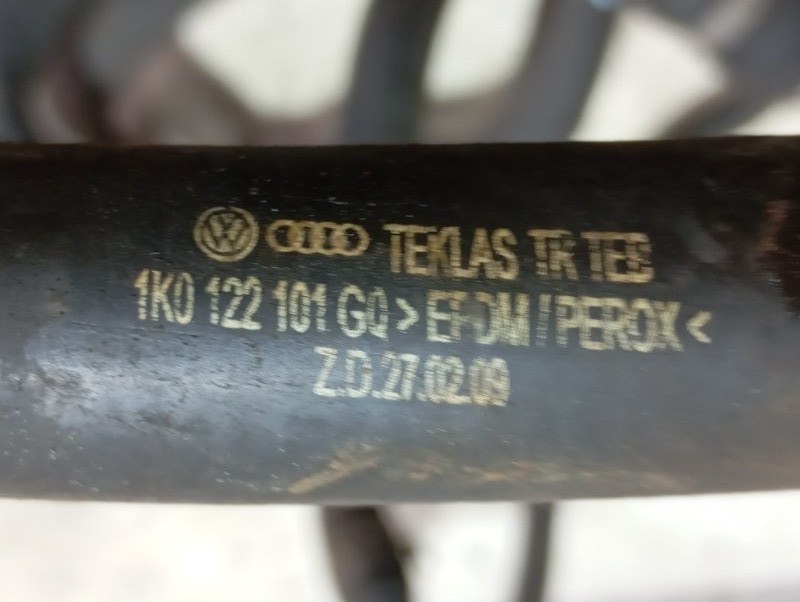 TEKLAS TR TEB
1K0 122 101 GQ >EPDM/PEROX<
Z.D.27.02.09